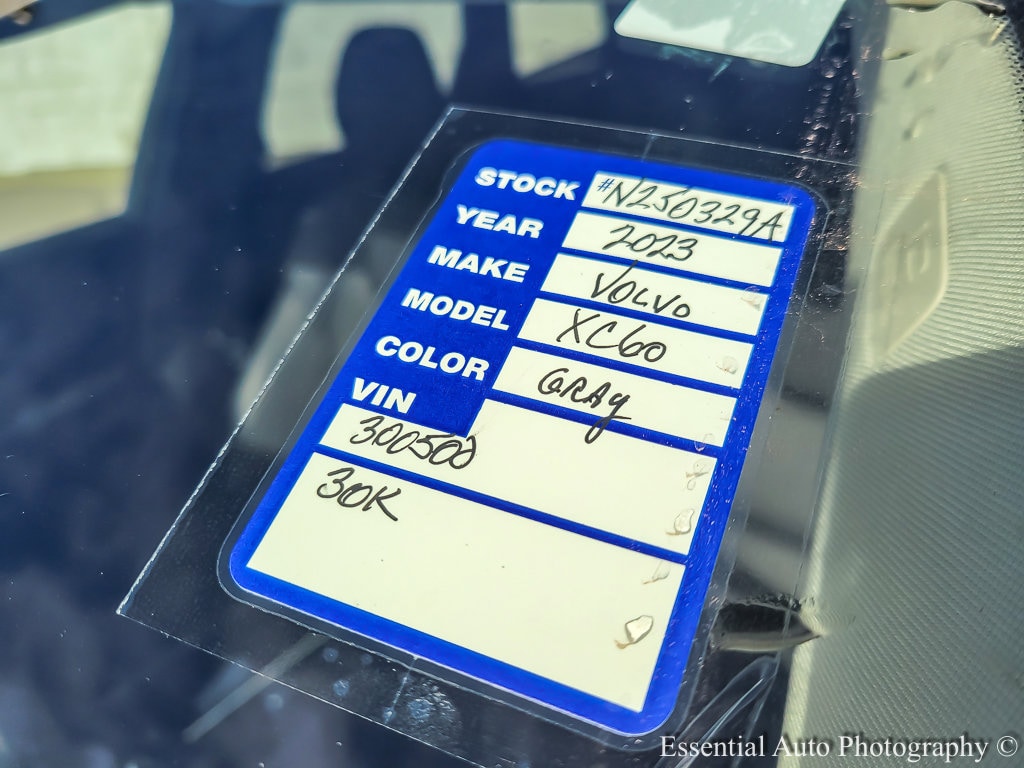 STOCK #N250329A
YEAR 2023
MAKE VOLVO
MODEL XC60
COLOR GRAY
VIN
300500
30K
Essential Auto Photography ©